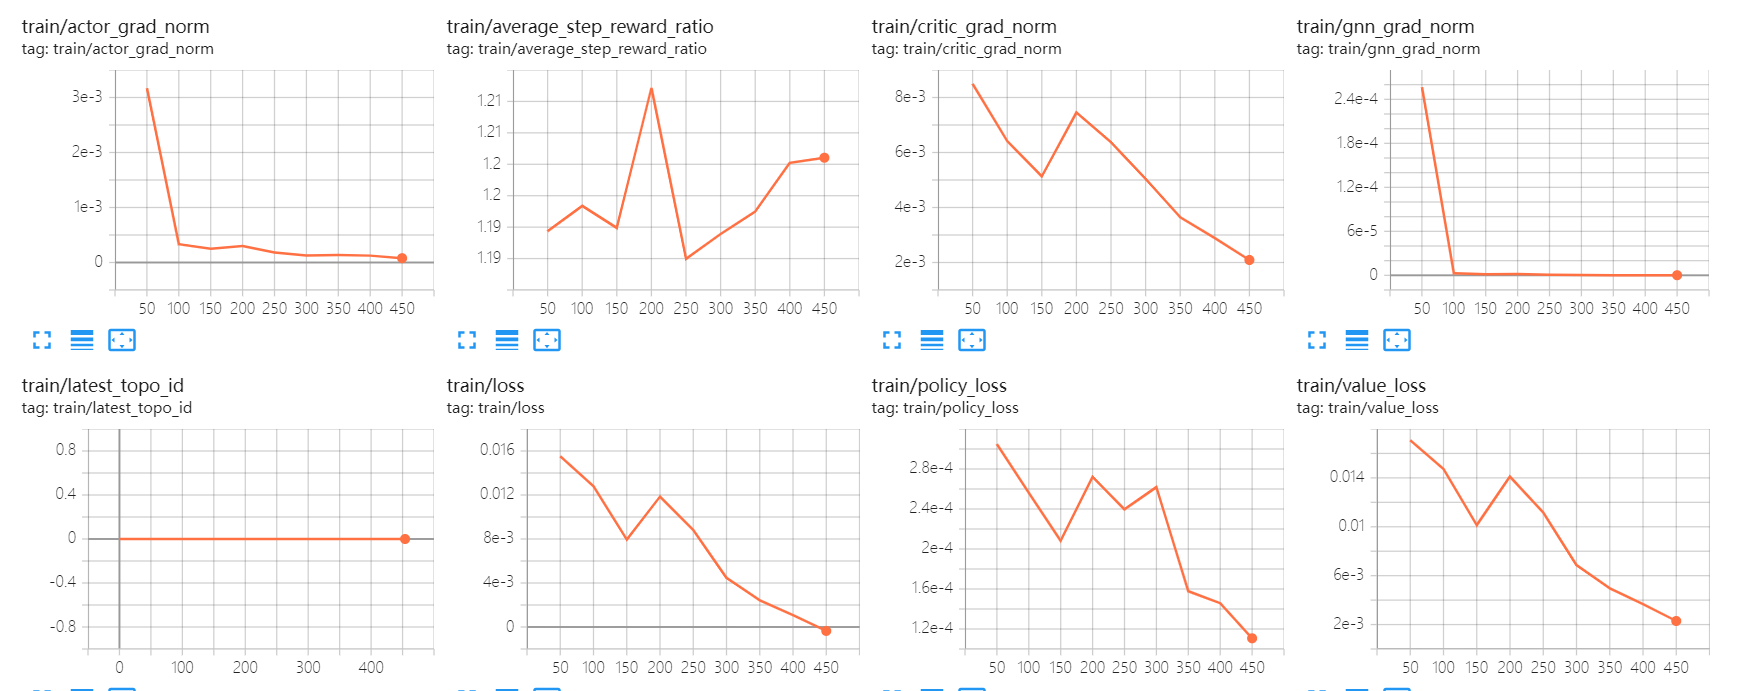 train/actor_grad_norm
tag: train/actor_grad_norm
3e-3
2e-3
1e-3
0
50 100 150 200 250 300 350 400 450
train/average_step_reward_ratio
tag: train/average_step_reward_ratio
1.21
1.21
1.2
1.2
1.19
1.19
50 100 150 200 250 300 350 400 450
train/critic_grad_norm
tag: train/critic_grad_norm
8e-3
6e-3
4e-3
2e-3
50 100 150 200 250 300 350 400 450
train/gnn_grad_norm
tag: train/gnn_grad_norm
2.4e-4
1.8e-4
1.2e-4
6e-5
0
50 100 150 200 250 300 350 400 450
train/latest_topo_id
tag: train/latest_topo_id
0.8
0.4
0
-0.4
-0.8
0 100 200 300 400
train/loss
tag: train/loss
0.016
0.012
8e-3
4e-3
0
50 100 150 200 250 300 350 400 450
train/policy_loss
tag: train/policy_loss
2.8e-4
2.4e-4
2e-4
1.6e-4
1.2e-4
50 100 150 200 250 300 350 400 450
train/value_loss
tag: train/value_loss
0.014
0.01
6e-3
2e-3
50 100 150 200 250 300 350 400 450